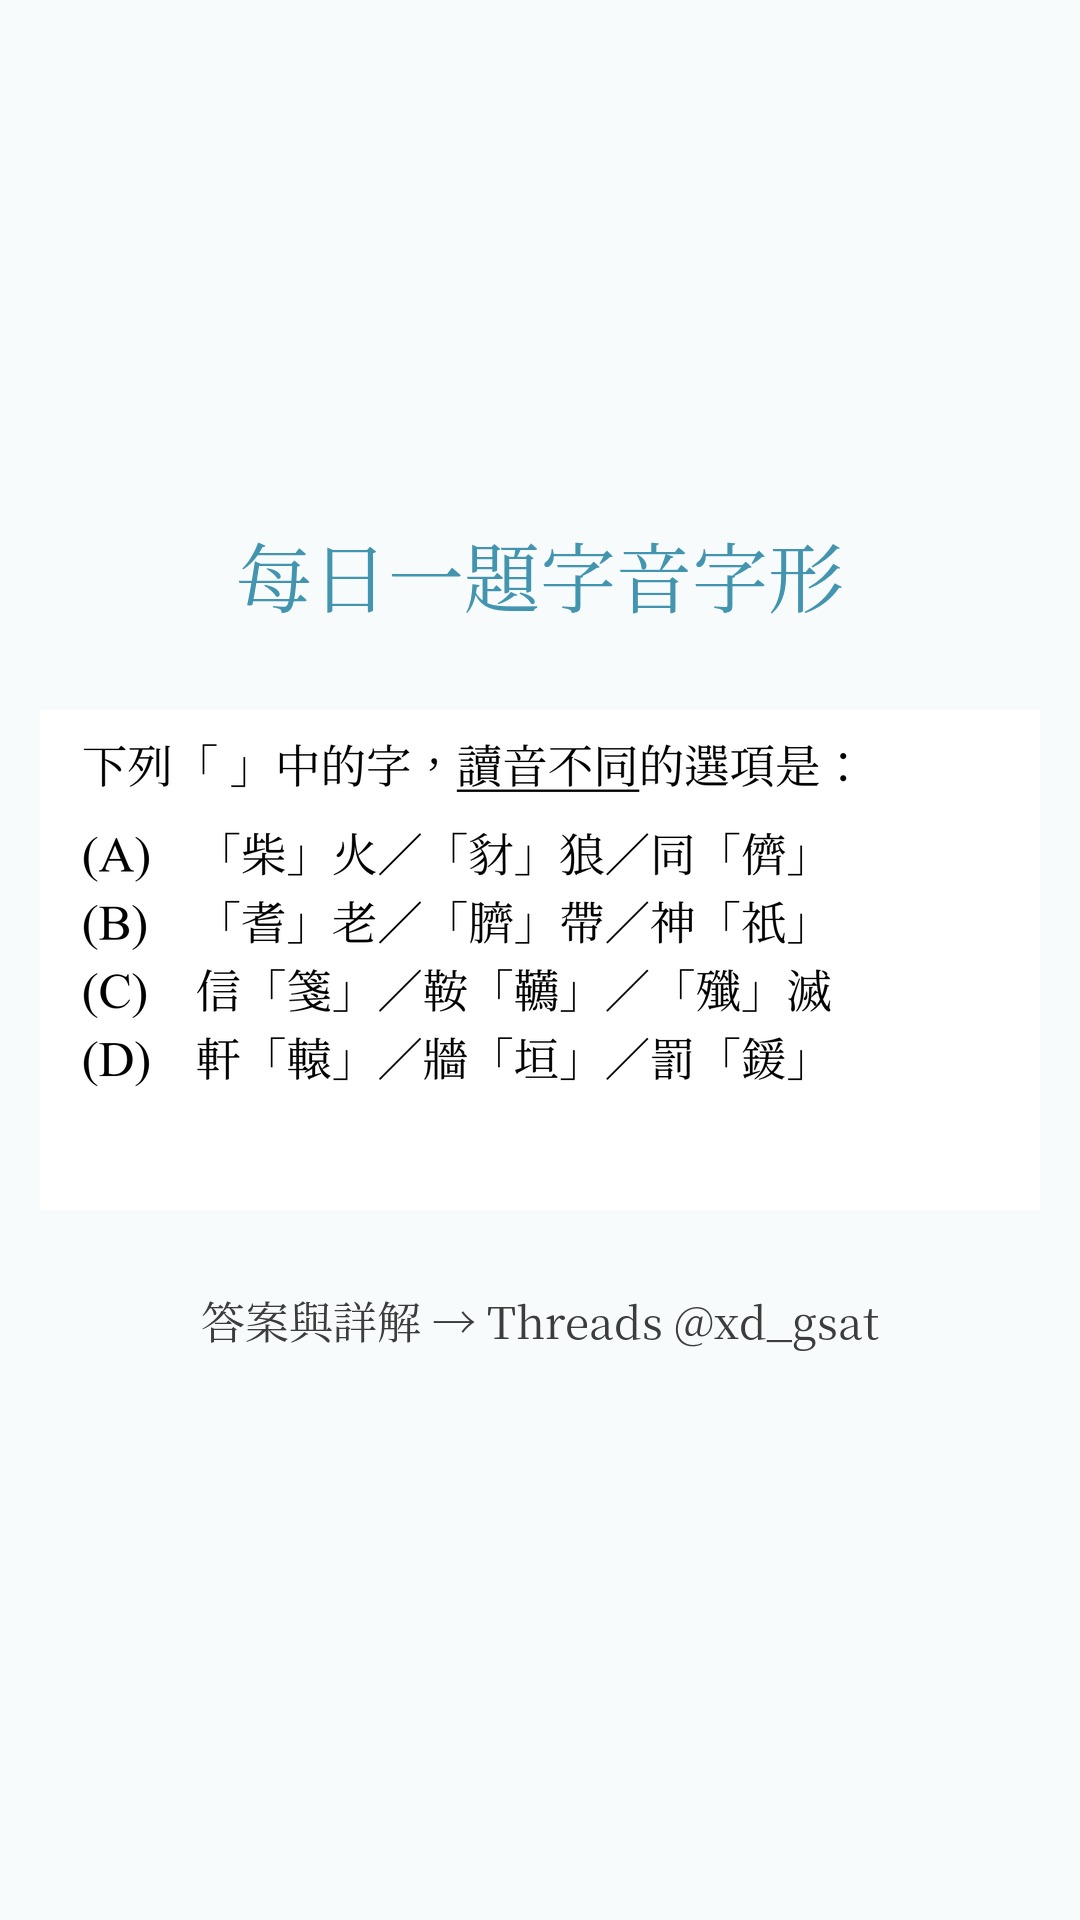 每日一題字音字形
下列「 」中的字，讀音不同的選項是：
(A) 「柴」火／「豺」狼／同「儕」
(B) 「耆」老／「臍」帶／神「祇」
(C) 信「箋」／鞍「韉」／「殲」滅
(D) 軒「轅」／牆「垣」／罰「鍰」
答案與詳解 → Threads @xd_gsat